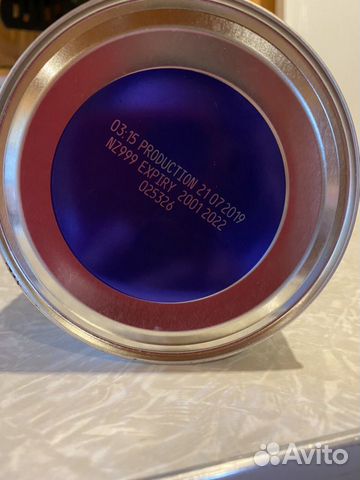 03:15 PRODUCTION 21.07.2019
NZ999 EXPIRY 20.01.2022
025326
Avito